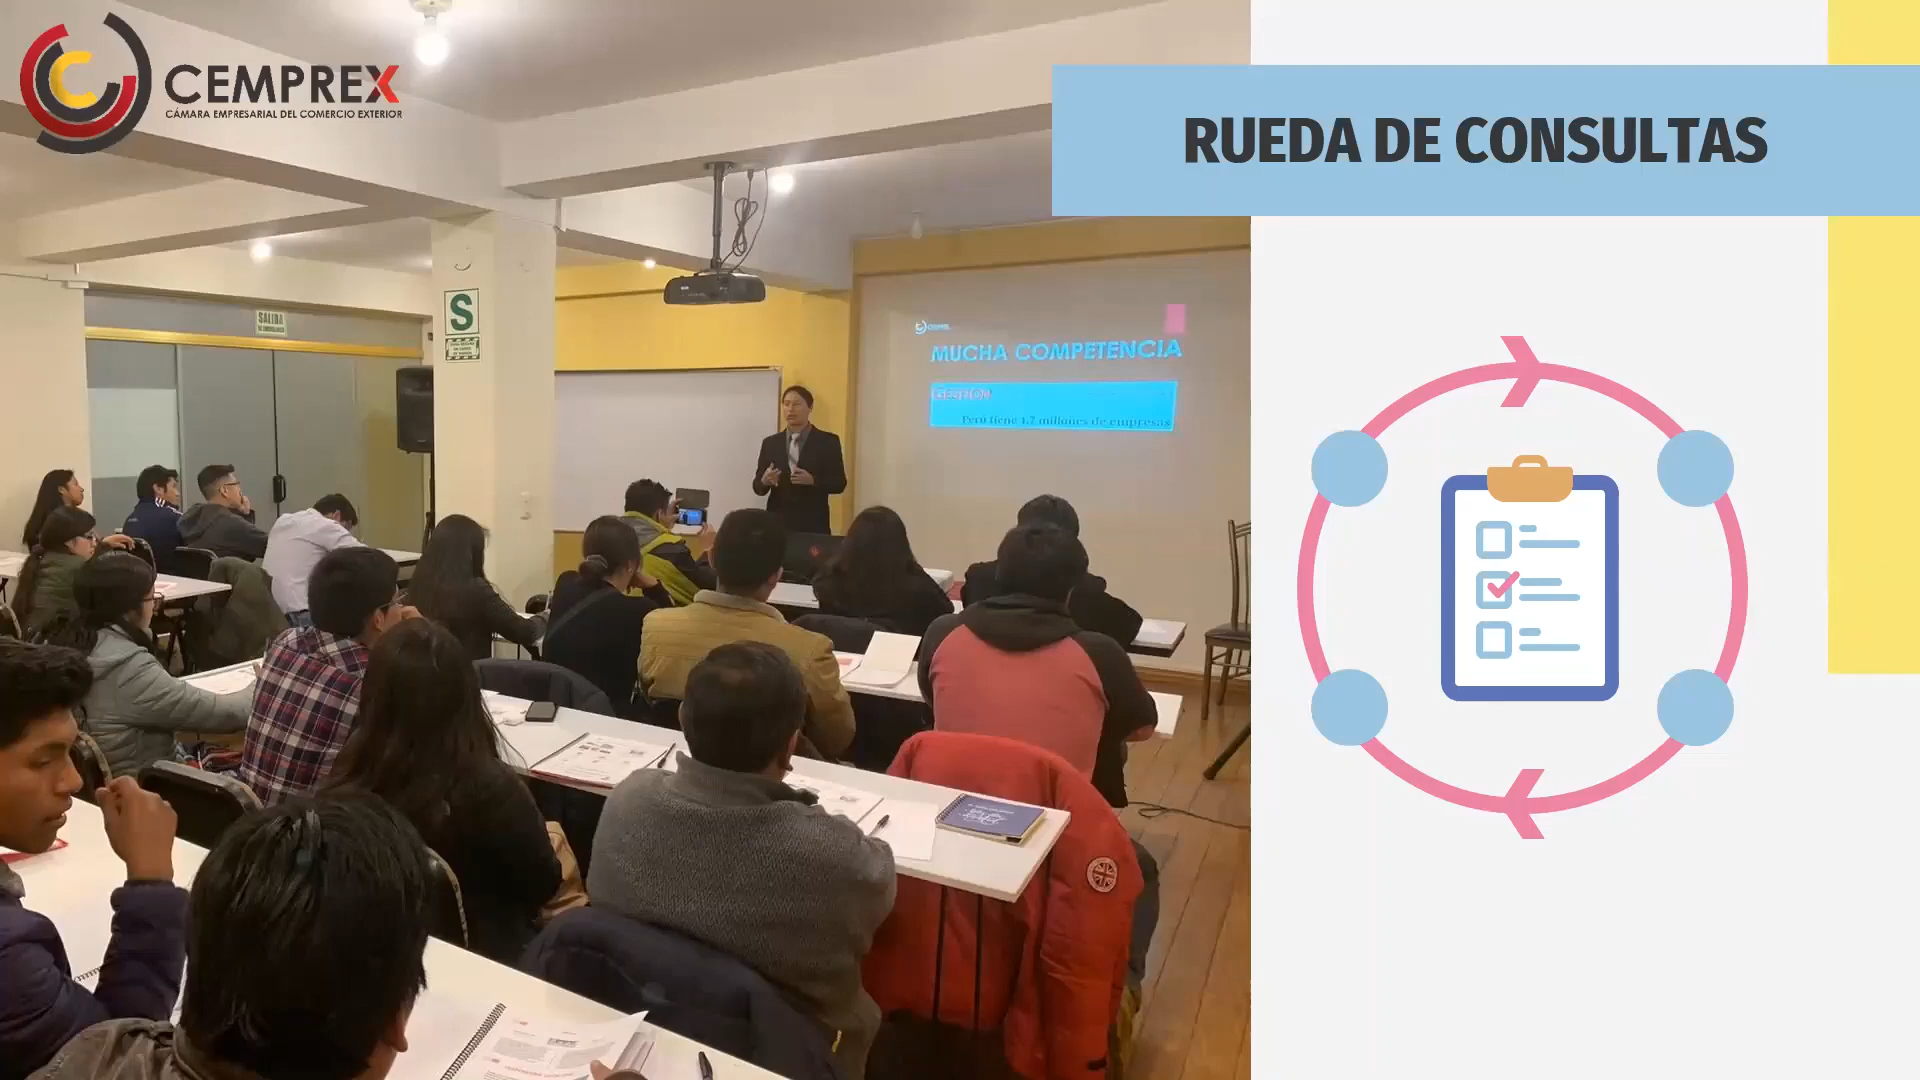 CEMPREX
CÁMARA EMPRESARIAL DEL COMERCIO EXTERIOR
RUEDA DE CONSULTAS
SALIDA
S
MUCHA COMPETENCIA
GESTIÓN
Perú tiene 1.7 millones de empresas